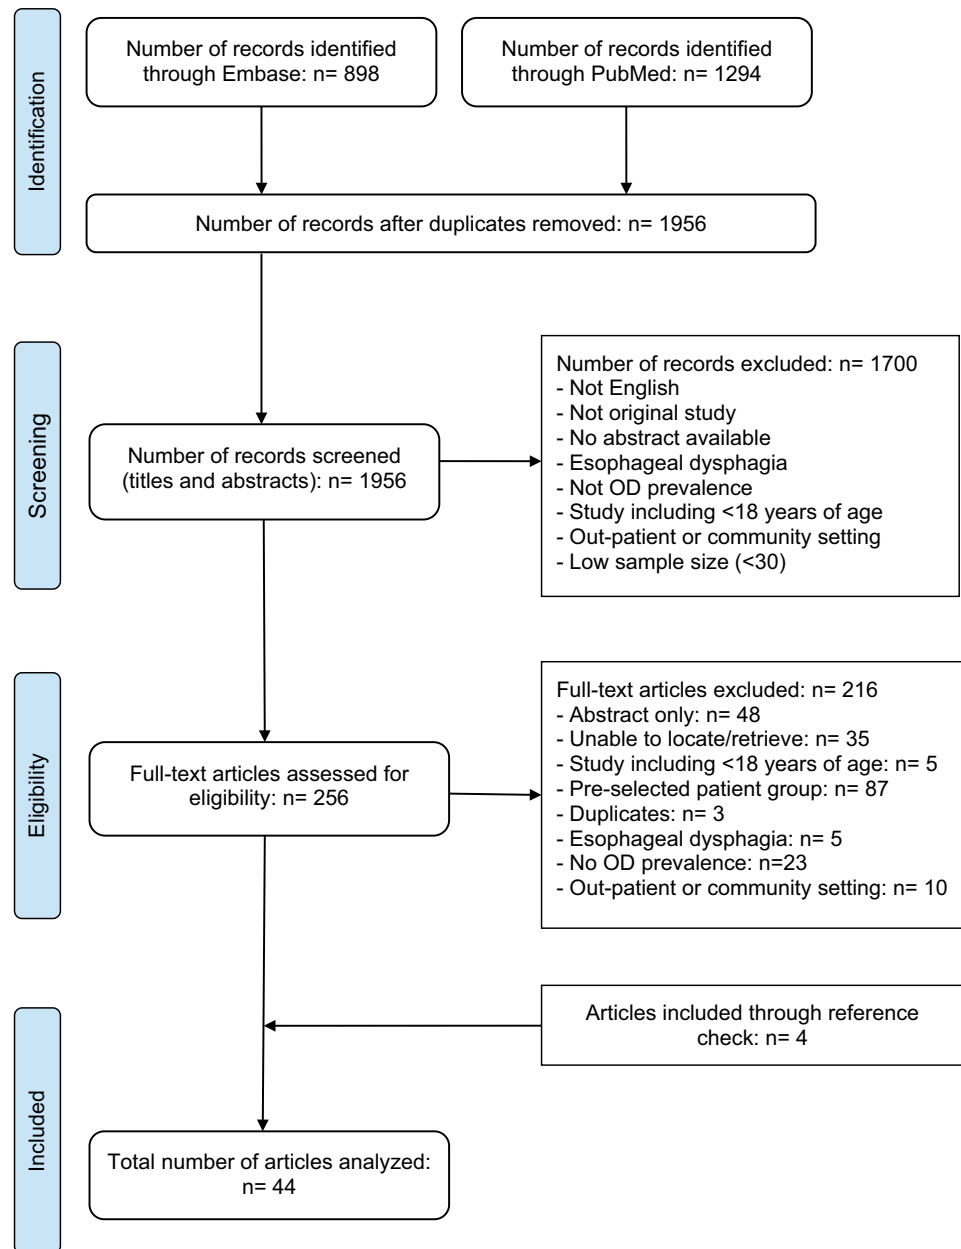 Identification
Number of records identified
through Embase: n= 898
Number of records identified
through PubMed: n= 1294
Number of records after duplicates removed: n= 1956
Screening
Number of records screened
(titles and abstracts): n= 1956
Number of records excluded: n= 1700
- Not English
- Not original study
- No abstract available
- Esophageal dysphagia
- Not OD prevalence
- Study including <18 years of age
- Out-patient or community setting
- Low sample size (<30)
Eligibility
Full-text articles assessed for
eligibility: n= 256
Full-text articles excluded: n= 216
- Abstract only: n= 48
- Unable to locate/retrieve: n= 35
- Study including <18 years of age: n= 5
- Pre-selected patient group: n= 87
- Duplicates: n= 3
- Esophageal dysphagia: n= 5
- No OD prevalence: n=23
- Out-patient or community setting: n= 10
Included
Articles included through reference
check: n= 4
Total number of articles analyzed:
n= 44